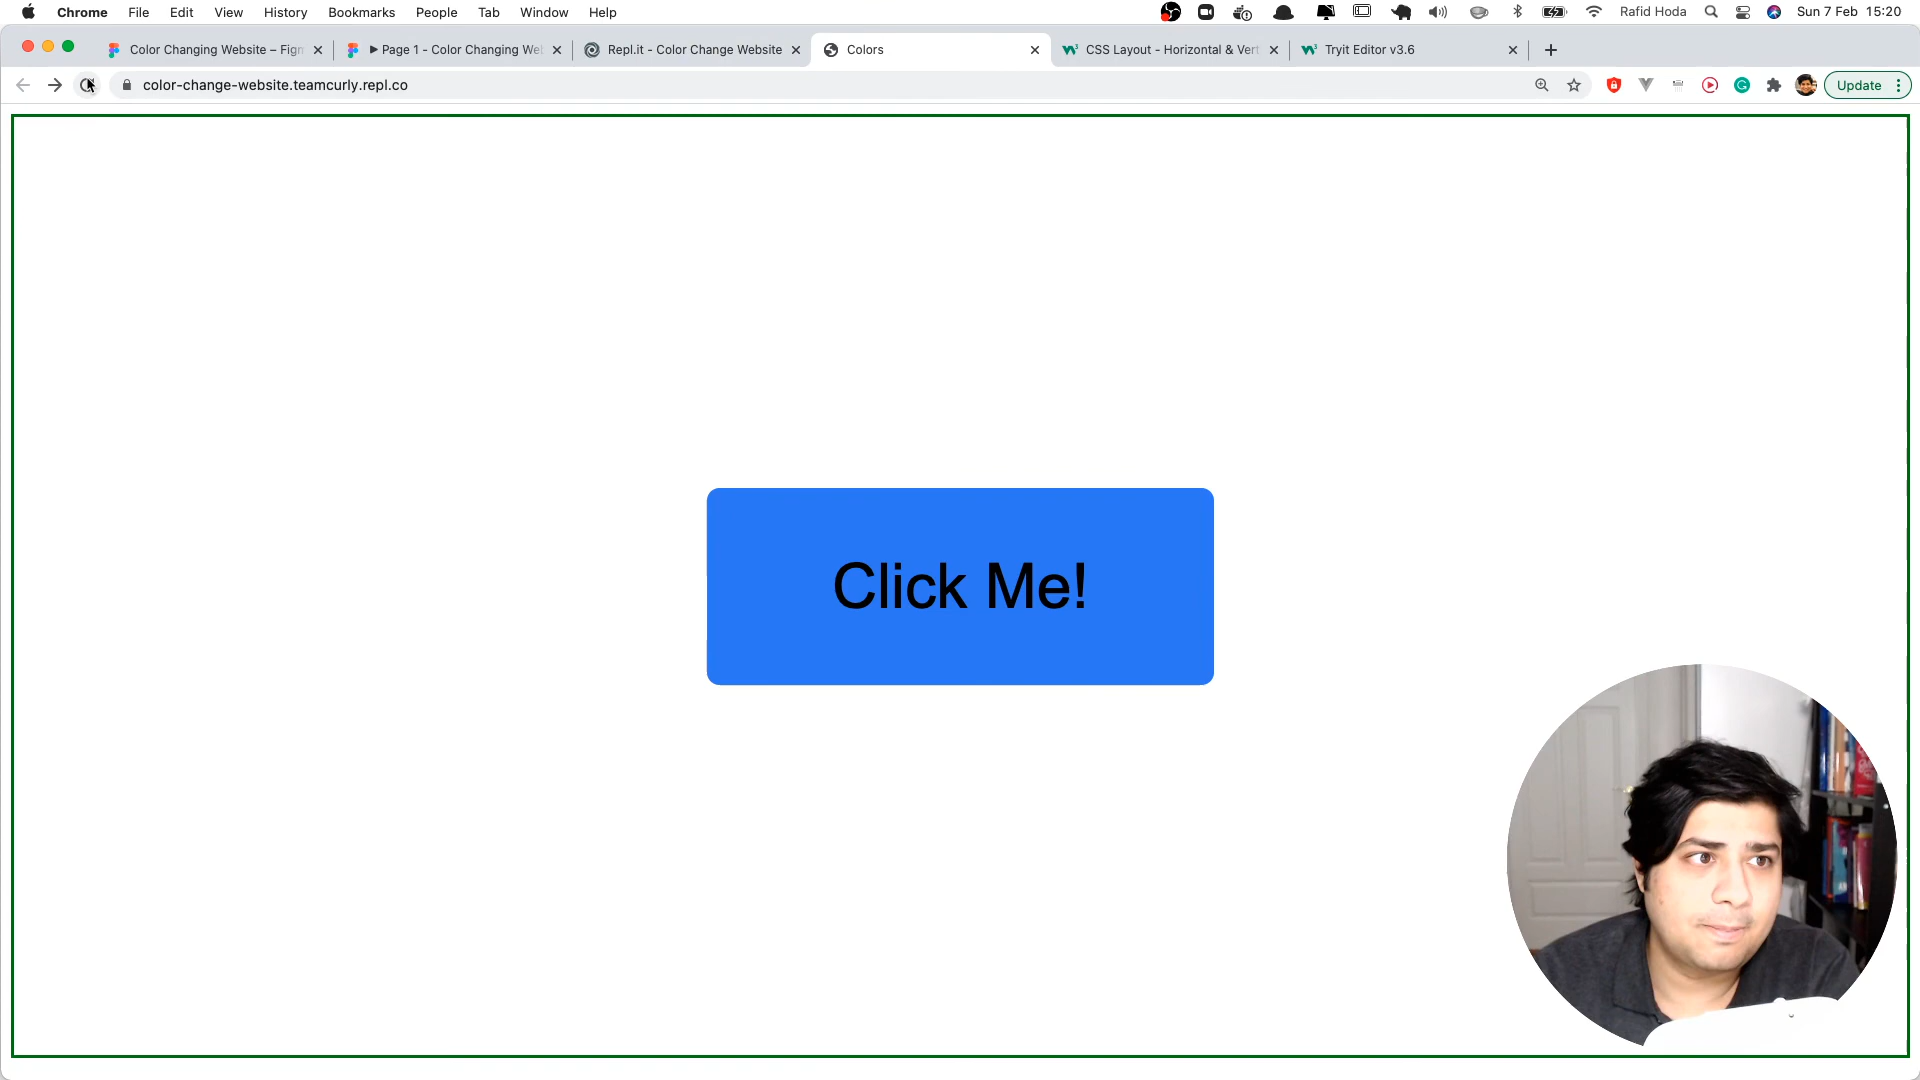 Chrome File Edit View History Bookmarks People Tab Window Help Rafid Hoda Sun 7 Feb 15:20
Color Changing Website – Figm Page 1 - Color Changing Wel Repl.it - Color Change Website Colors CSS Layout - Horizontal & Vert Tryit Editor v3.6
color-change-website.teamcurly.repl.co Update
Click Me!